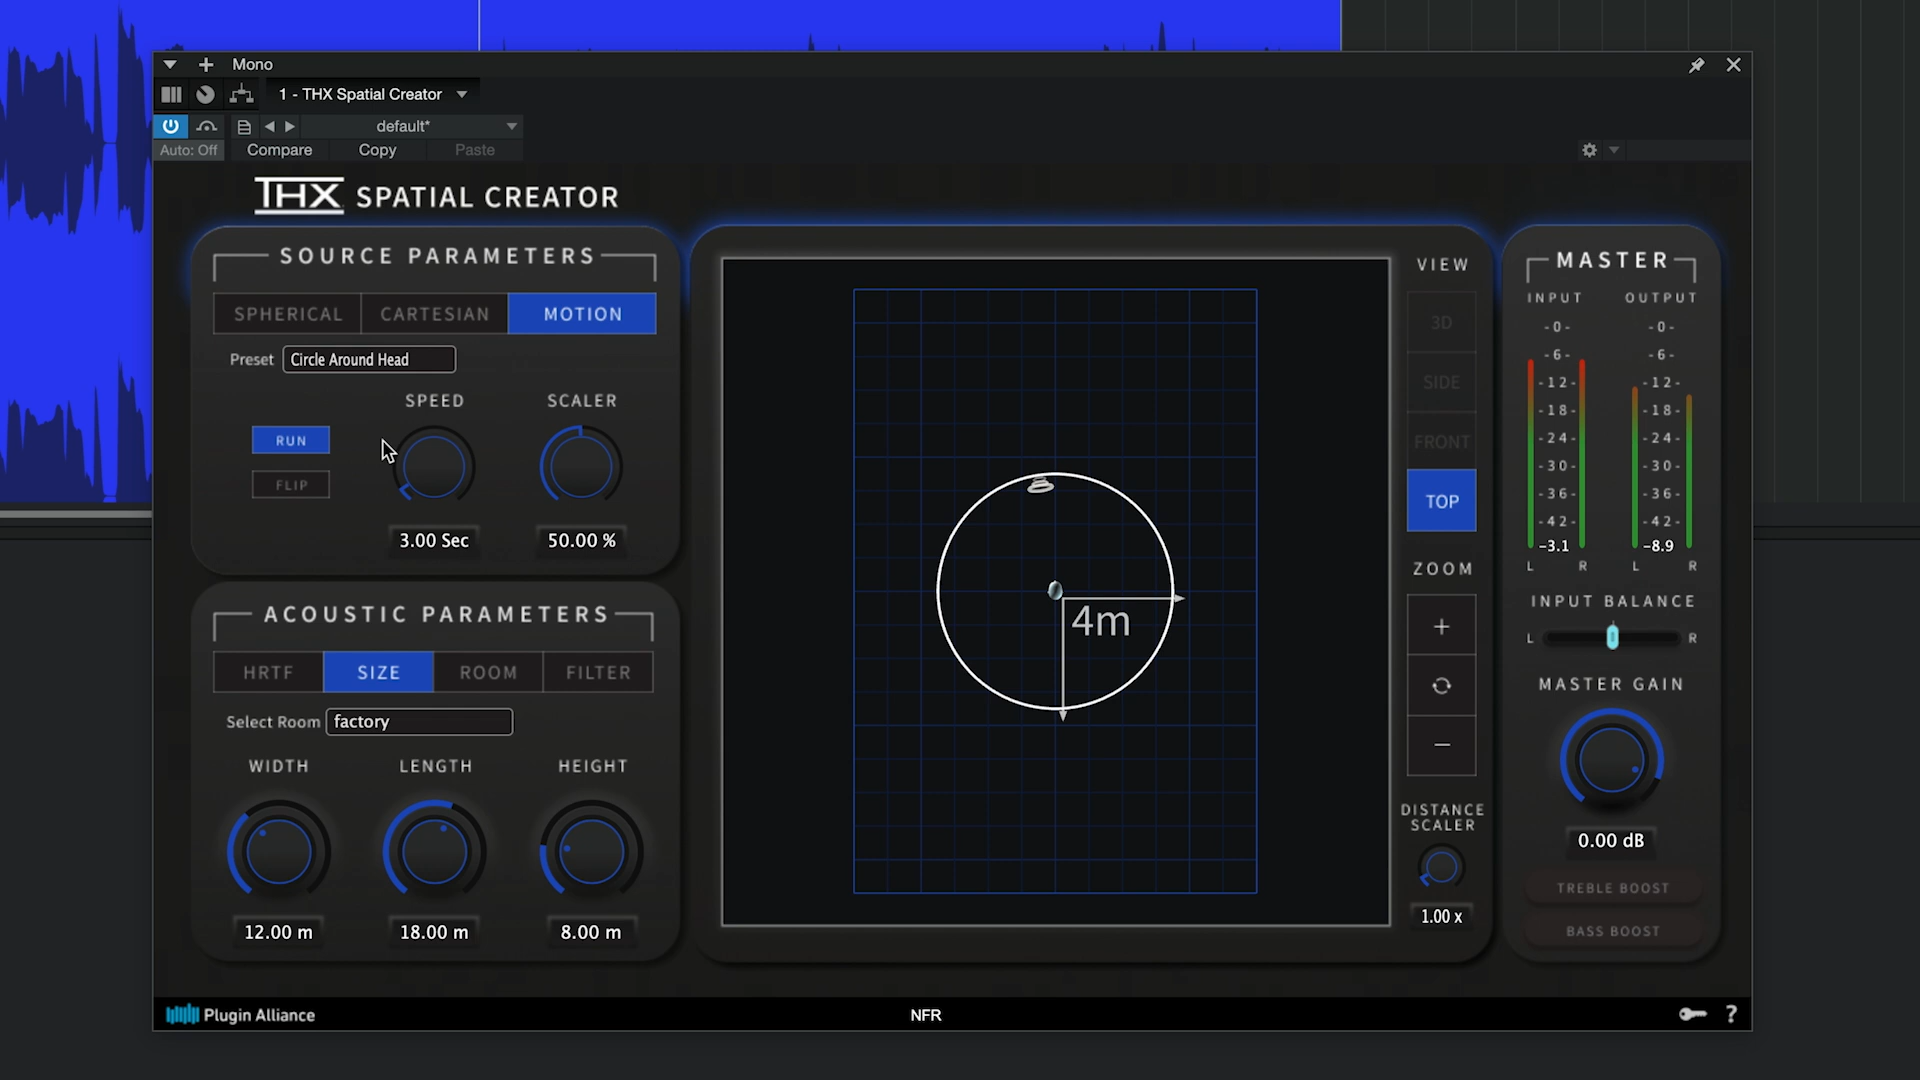 Mono
1 - THX Spatial Creator
default*
Auto: Off Compare Copy Paste
THX SPATIAL CREATOR
SOURCE PARAMETERS
SPHERICAL CARTESIAN MOTION
Preset Circle Around Head
SPEED SCALER
RUN
FLIP
3.00 Sec 50.00 %
ACOUSTIC PARAMETERS
HRTF SIZE ROOM FILTER
Select Room factory
WIDTH LENGTH HEIGHT
12.00 m 18.00 m 8.00 m
4m
VIEW
3D
SIDE
FRONT
TOP
ZOOM
+
−
DISTANCE
SCALER
1.00 x
MASTER
INPUT OUTPUT
-0- -0-
-6- -6-
-12- -12-
-18- -18-
-24- -24-
-30- -30-
-36- -36-
-42- -42-
-3.1 -8.9
L R L R
INPUT BALANCE
L R
MASTER GAIN
0.00 dB
TREBLE BOOST
BASS BOOST
Plugin Alliance NFR ?